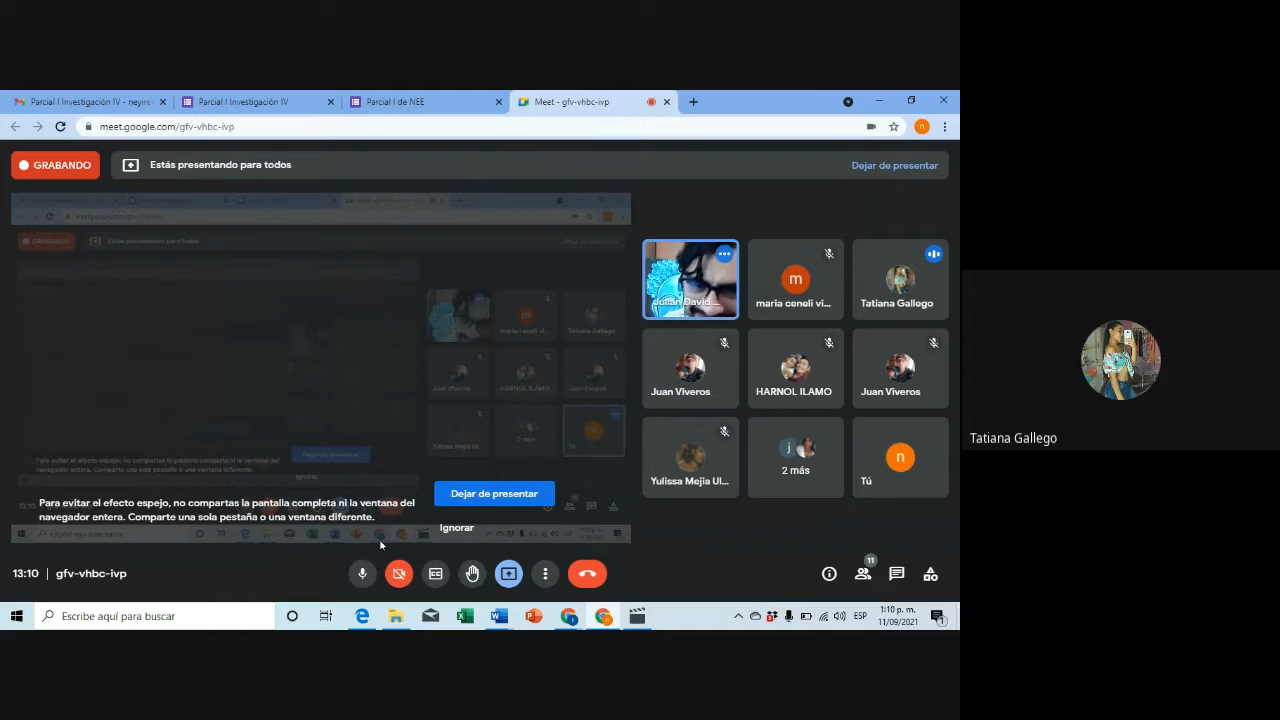 Parcial I Investigación IV - neyire
Parcial I Investigación IV
Parcial I de NEE
Meet - gfv-vhbc-ivp
meet.google.com/gfv-vhbc-ivp
n
GRABANDO
Estás presentando para todos
Dejar de presentar
Julian David ...
m
maria ceneli vi...
Tatiana Gallego
Juan Viveros
HARNOL ILAMO
Juan Viveros
Yulissa Mejia Ul...
j
2 más
n
Tú
Tatiana Gallego
Para evitar el efecto espejo, no compartas la pantalla completa ni la ventana del
navegador entera. Comparte una sola pestaña o una ventana diferente.
Dejar de presentar
Ignorar
13:10
gfv-vhbc-ivp
11
Escribe aquí para buscar
ESP
1:10 p. m.
11/09/2021